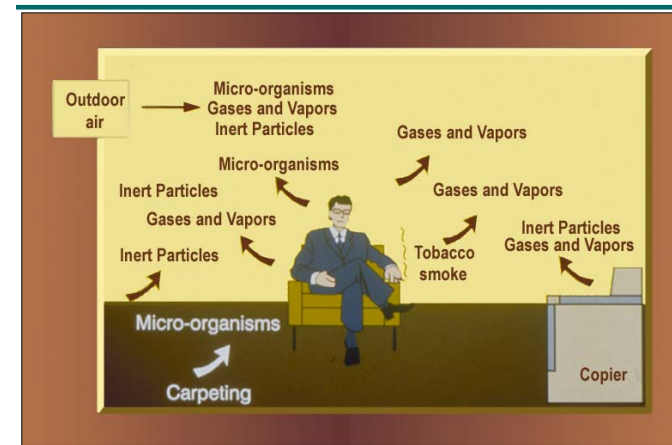 Outdoor
air
Micro-organisms
Gases and Vapors
Inert Particles
Gases and Vapors
Micro-organisms
Inert Particles
Gases and Vapors
Gases and Vapors
Inert Particles
Inert Particles
Gases and Vapors
Tobacco
smoke
Micro-organisms
Carpeting
Copier